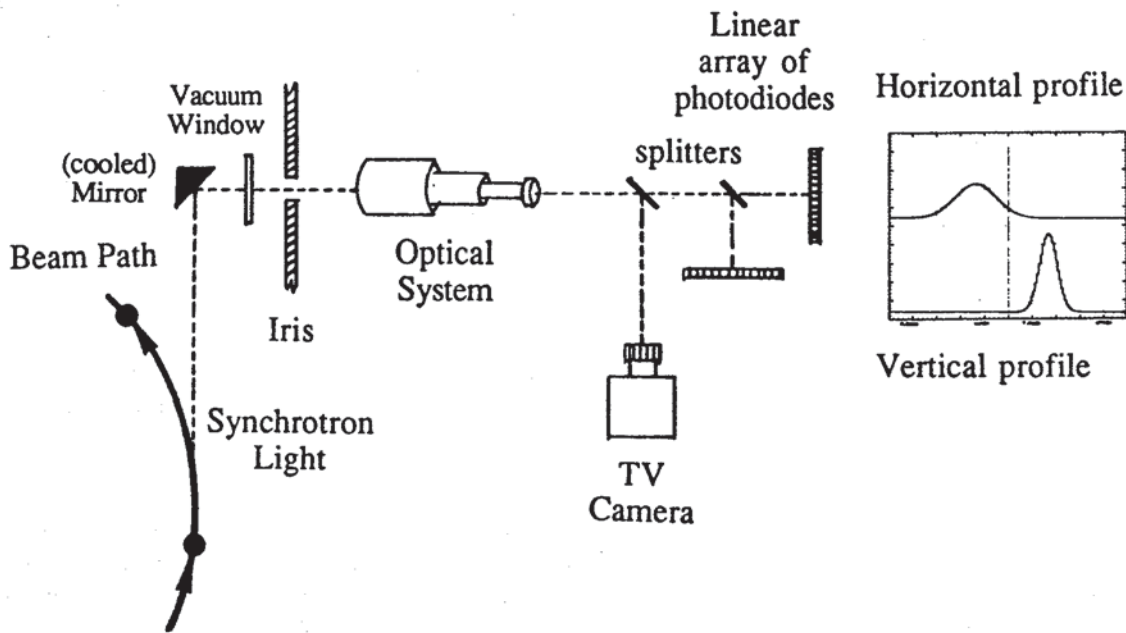 Linear
array of
photodiodes
Horizontal profile
Vacuum
Window
splitters
(cooled)
Mirror
Beam Path
Optical
System
Iris
Vertical profile
Synchrotron
Light
TV
Camera